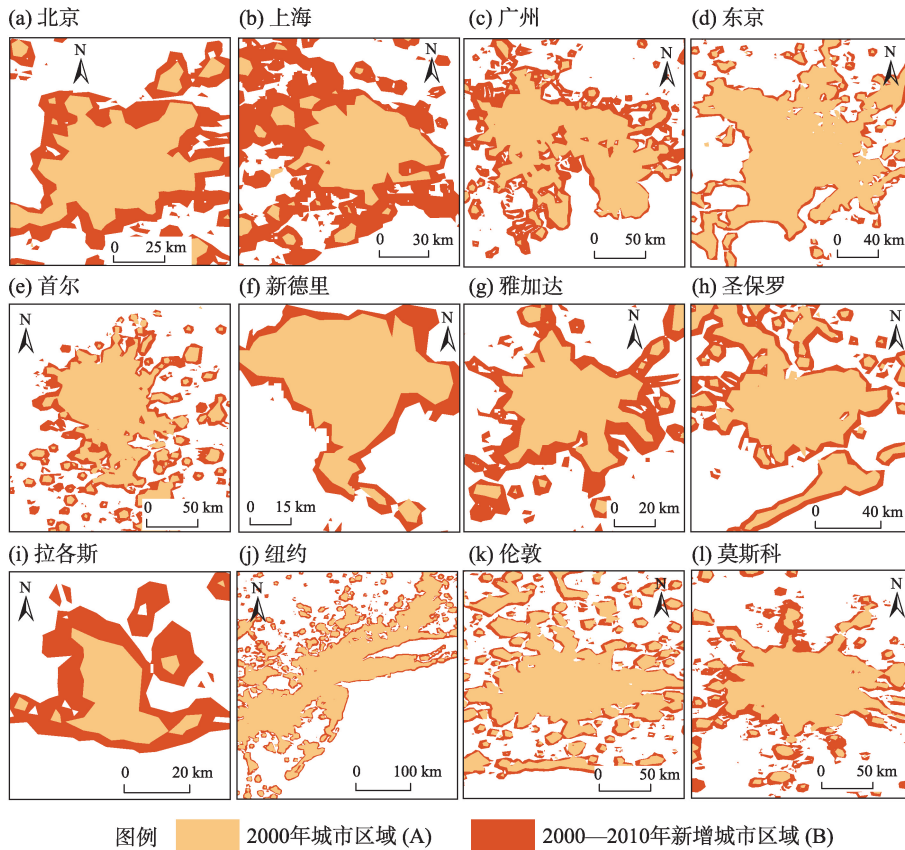 (a) 北京
(b) 上海
(c) 广州
(d) 东京
N
N
N
N
0 25 km
0 30 km
0 50 km
0 40 km
(e) 首尔
(f) 新德里
(g) 雅加达
(h) 圣保罗
N
N
N
N
0 50 km
0 15 km
0 20 km
0 40 km
(i) 拉各斯
(j) 纽约
(k) 伦敦
(l) 莫斯科
N
N
N
N
0 20 km
0 100 km
0 50 km
0 50 km
图例 2000年城市区域 (A) 2000—2010年新增城市区域 (B)